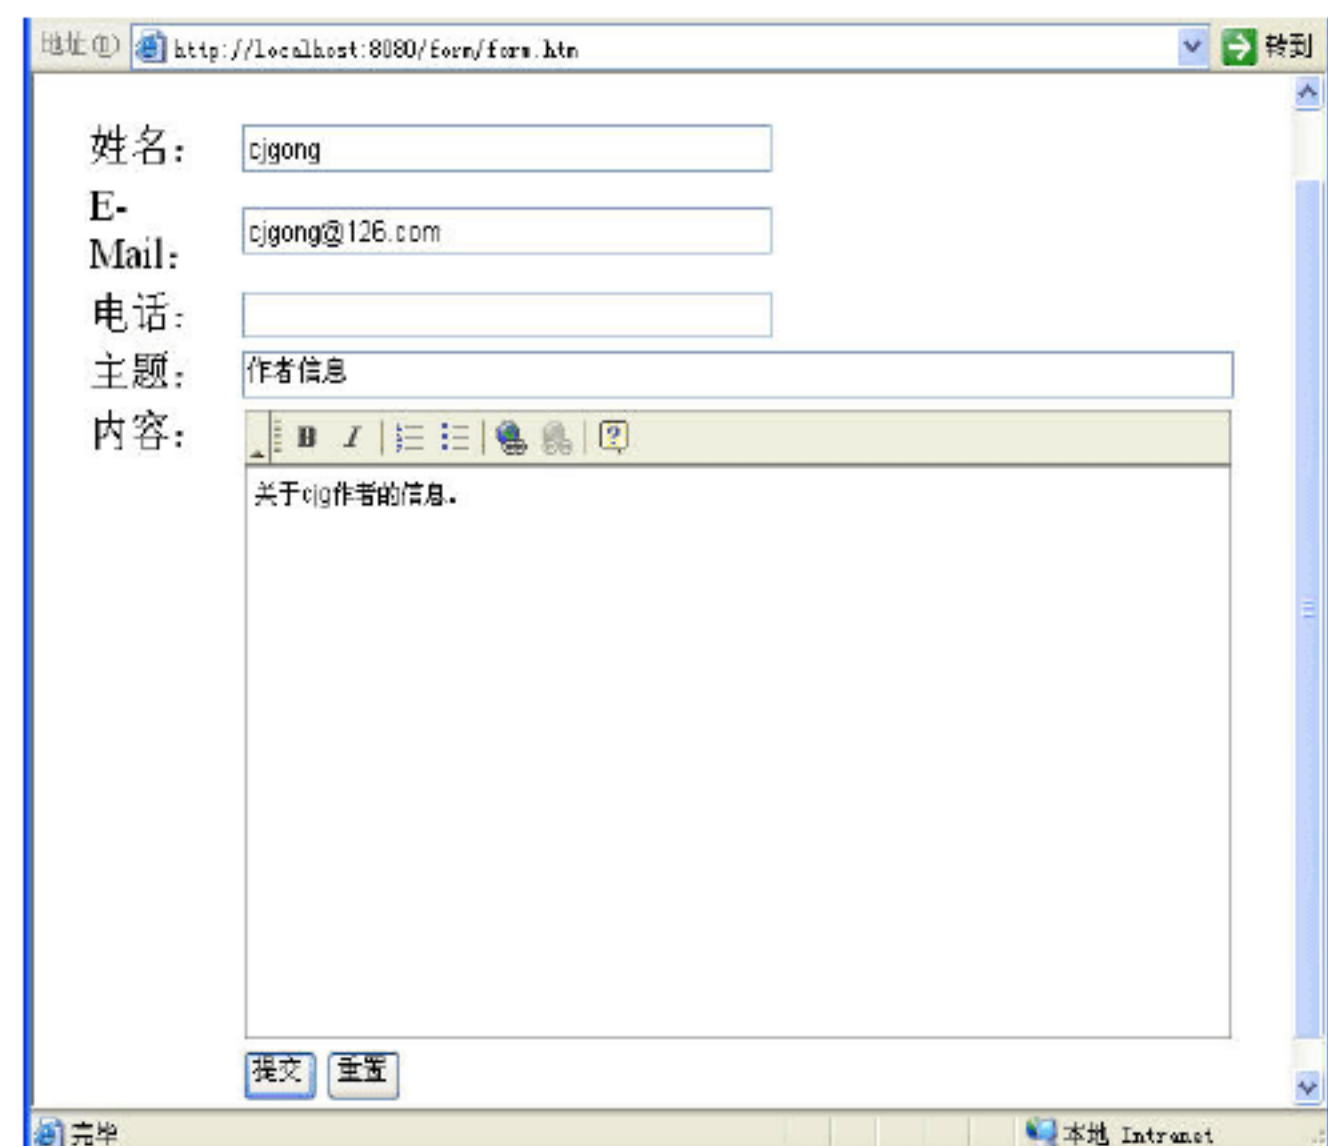 地址(D) http://localhost:8080/form/form.htm 转到
姓名： cjgong
E-
Mail： cjgong@126.com
电话：
主题： 作者信息
内容： B I
关于cjg作者的信息。
提交 重置
完毕 本地 Intranet